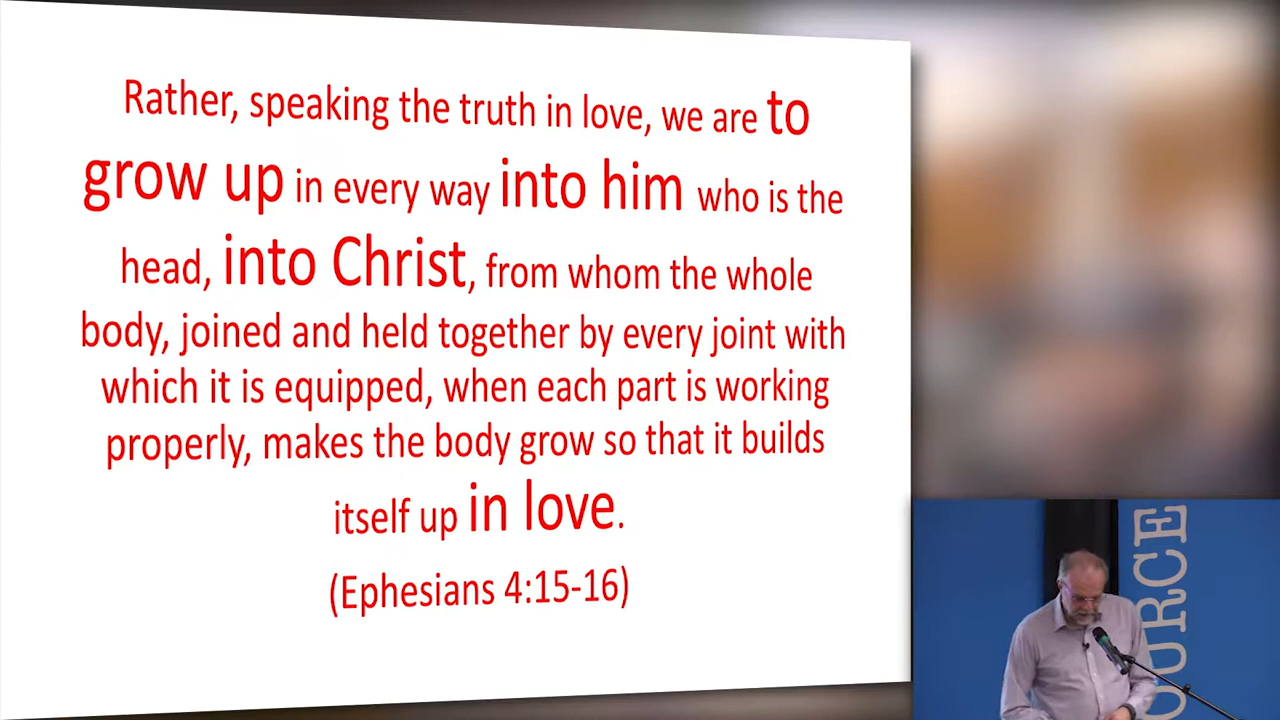 Rather, speaking the truth in love, we are to
grow up in every way into him who is the
head, into Christ, from whom the whole
body, joined and held together by every joint with
which it is equipped, when each part is working
properly, makes the body grow so that it builds
itself up in love.
(Ephesians 4:15-16)
OURCE